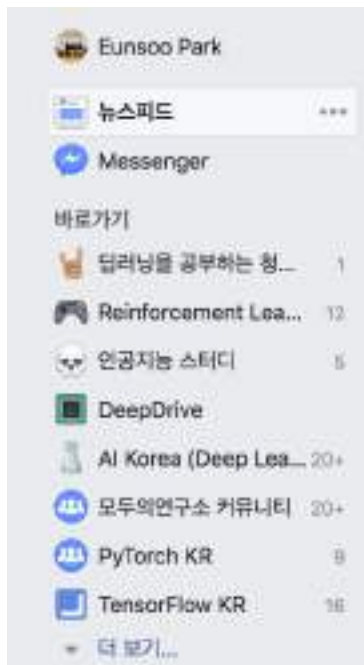 Eunsoo Park
뉴스피드
Messenger
바로가기
딥러닝을 공부하는 청... 1
Reinforcement Lea... 12
인공지능 스터디 5
DeepDrive
AI Korea (Deep Lea... 20+
모두의연구소 커뮤니티 20+
PyTorch KR
TensorFlow KR 16
더 보기...